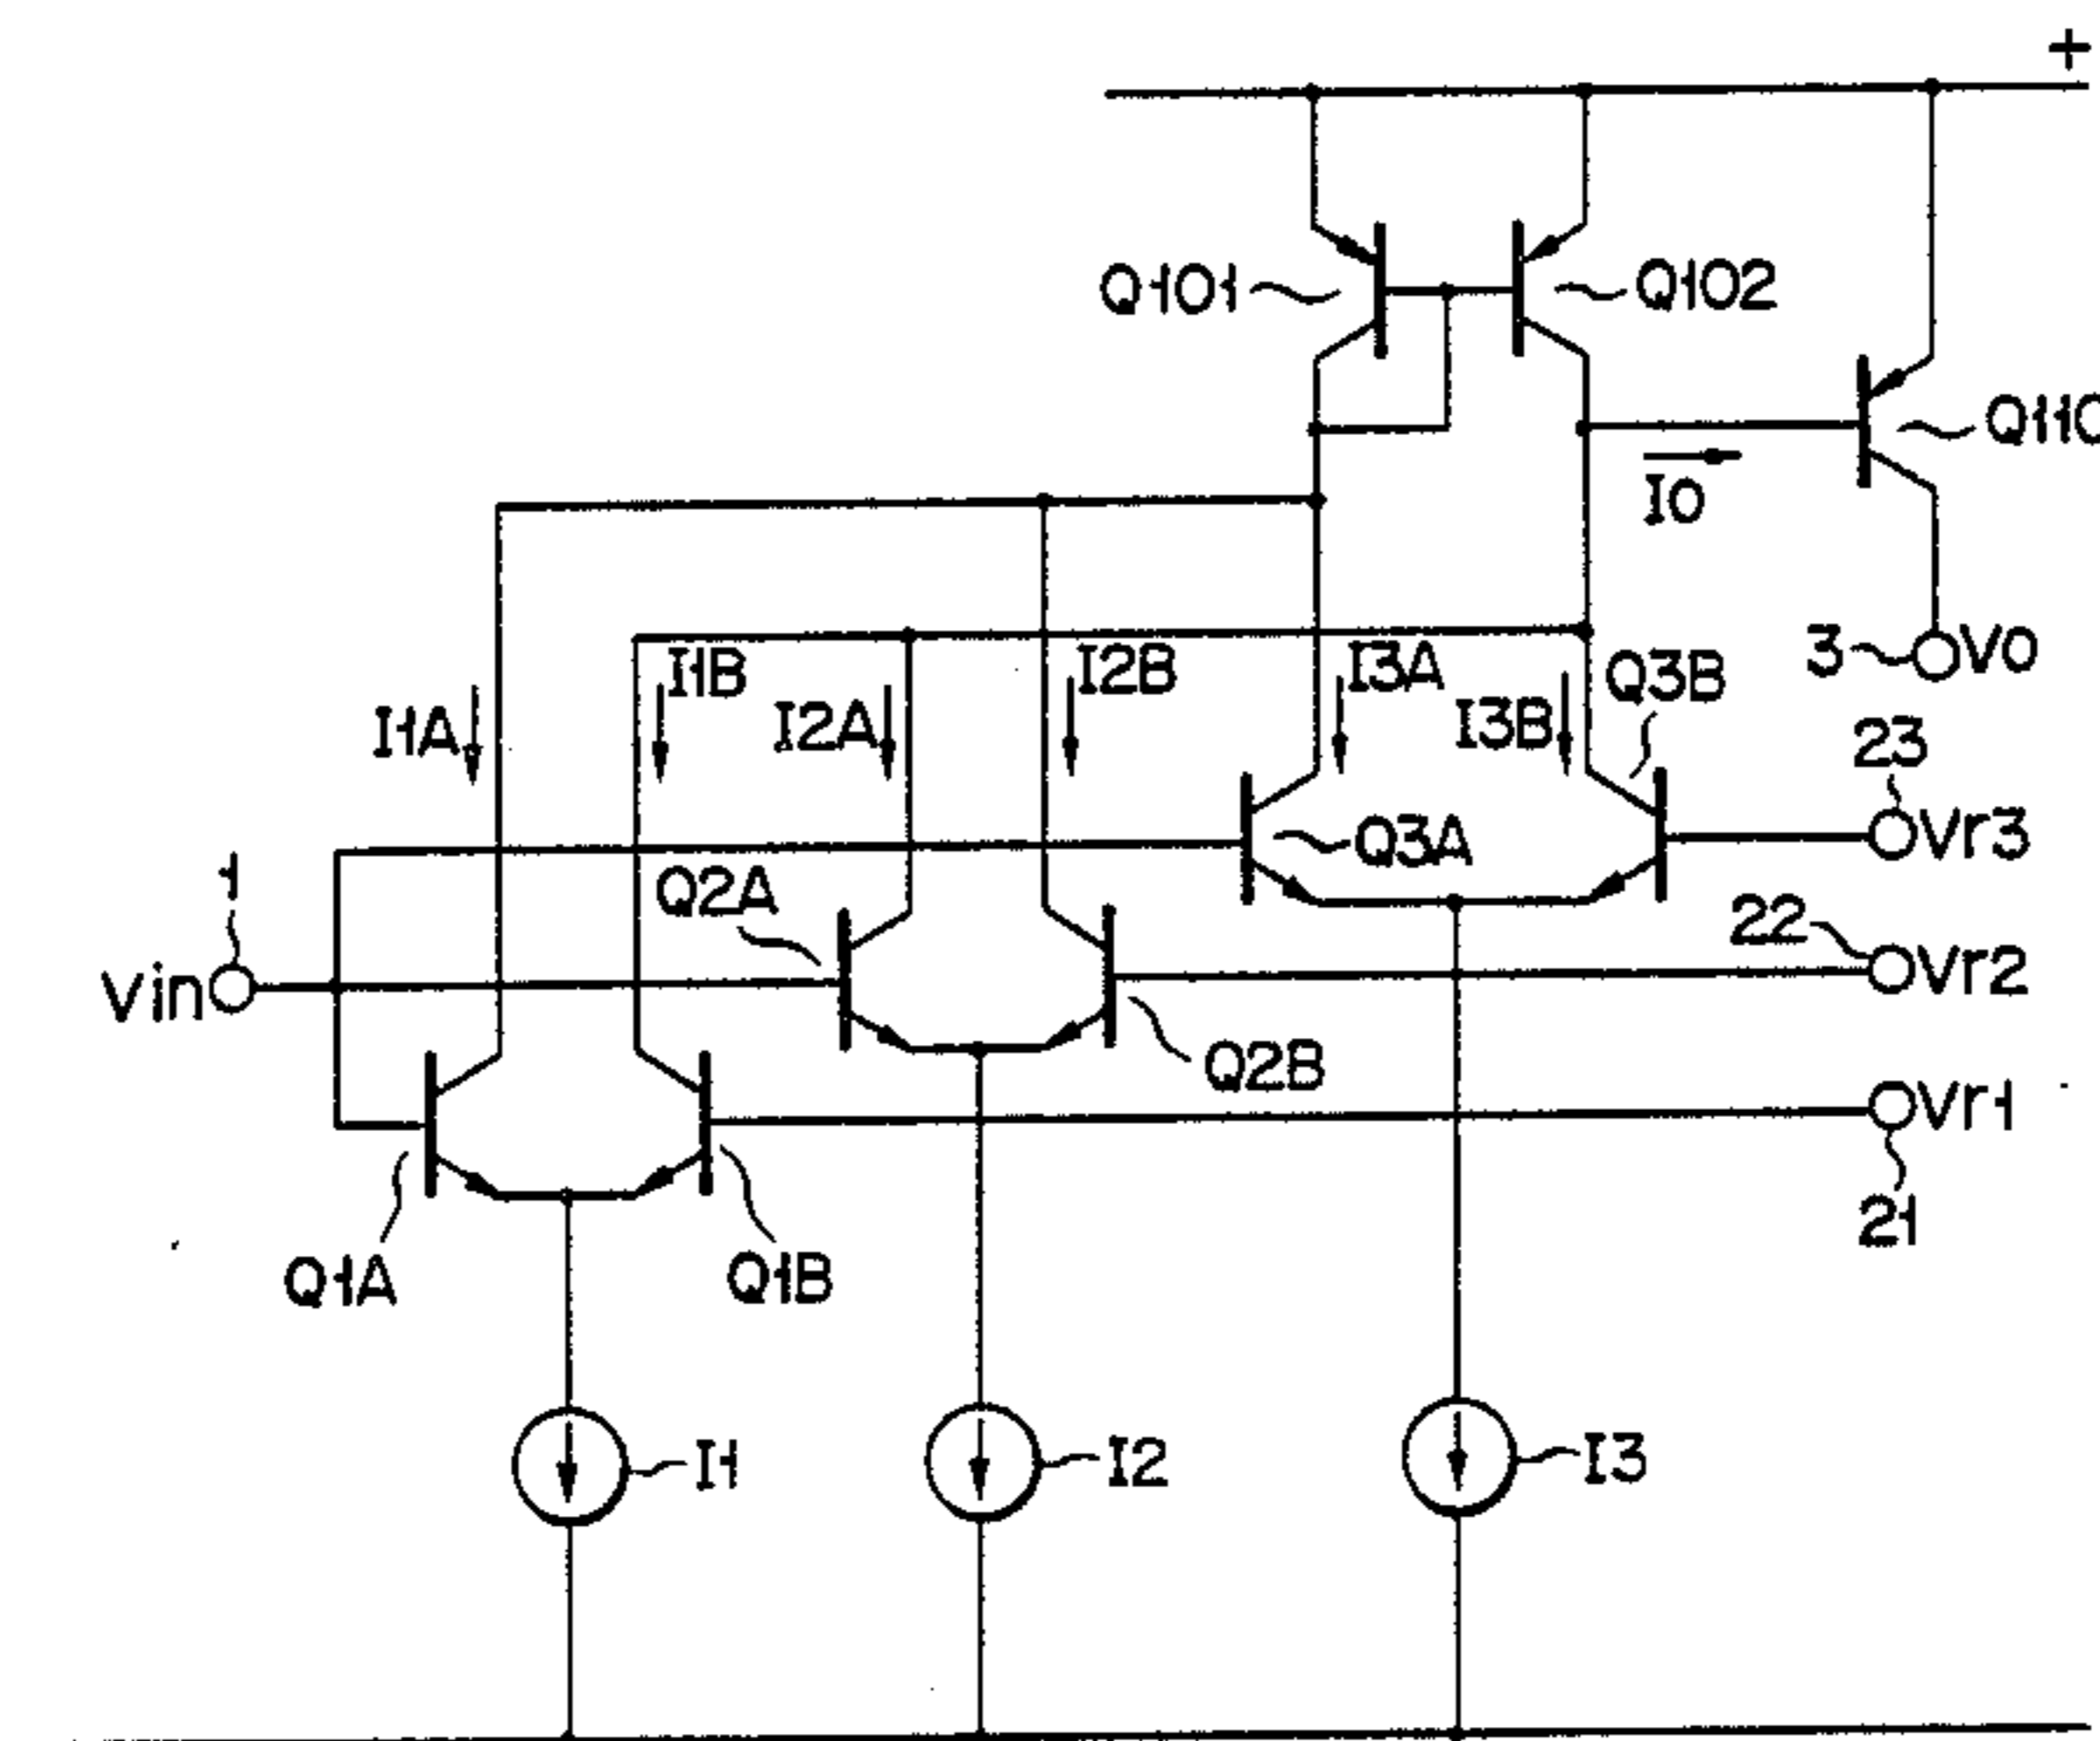 +
Q101
Q102
Q110
I0
3
V0
I1A
I1B
I2A
I2B
I3A
I3B
Q3B
23
Vr3
Q3A
Q2A
1
22
Vr2
Vin
Q2B
Vr1
21
Q1A
Q1B
I1
I2
I3